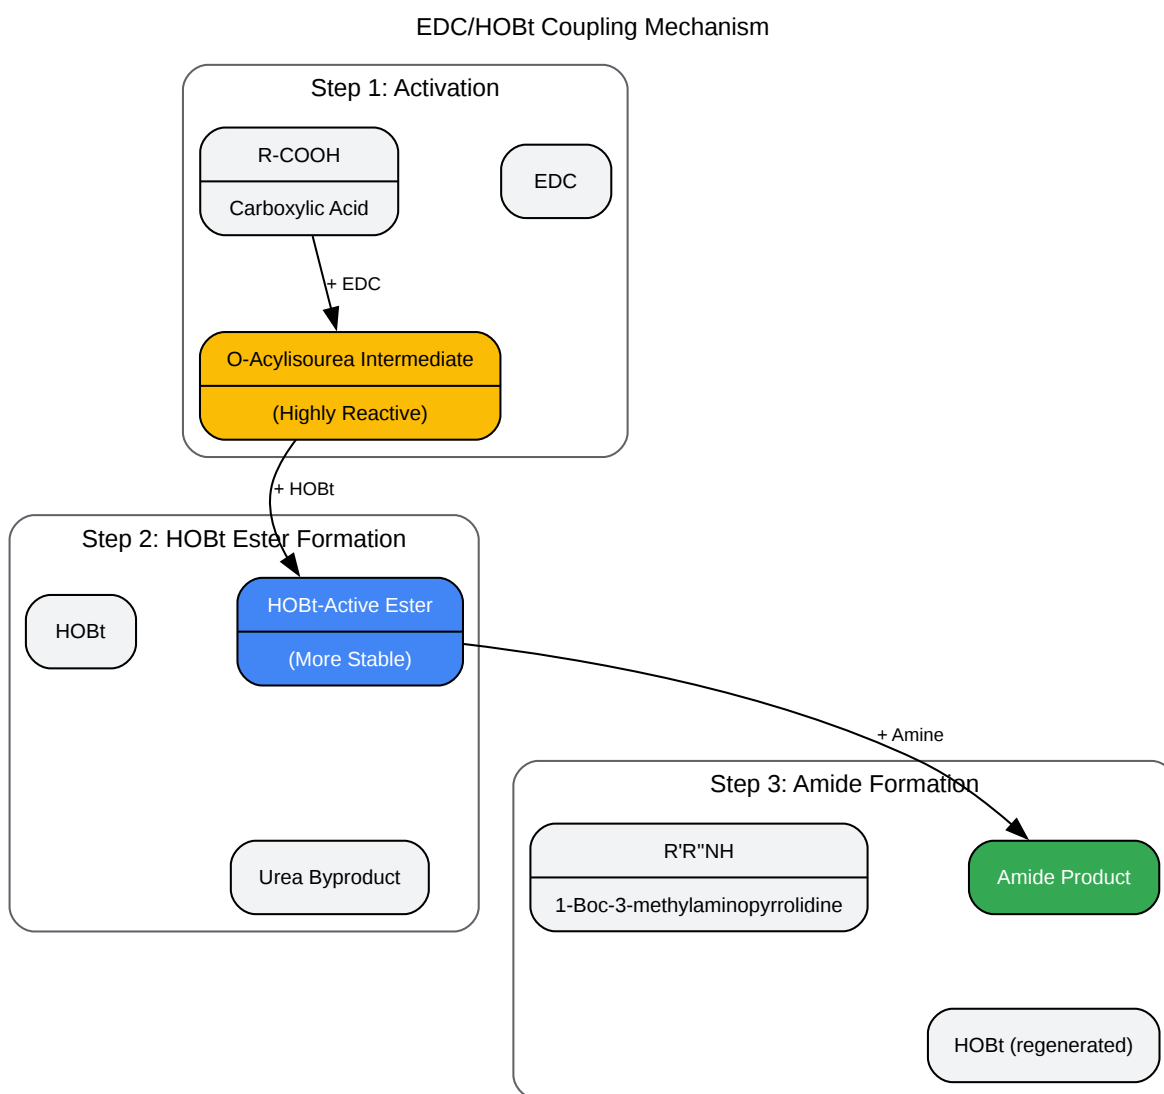 EDC/HOBt Coupling Mechanism
Step 1: Activation
R-COOH
Carboxylic Acid
EDC
+ EDC
O-Acylisourea Intermediate
(Highly Reactive)
+ HOBt
Step 2: HOBt Ester Formation
HOBt
HOBt-Active Ester
(More Stable)
Urea Byproduct
+ Amine
Step 3: Amide Formation
R'R"NH
1-Boc-3-methylaminopyrrolidine
Amide Product
HOBt (regenerated)